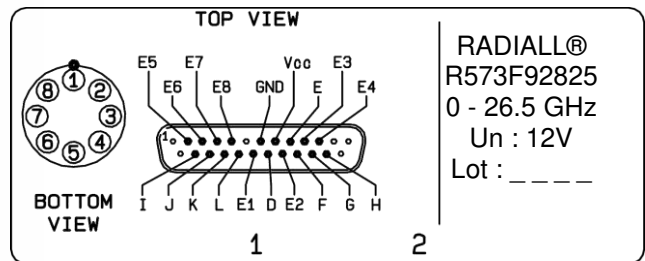 TOP VIEW
E5 E7 Vcc E3
E6 E8 GND E E4
1
I J K L E1 D E2 F G H
1 2
8 1 2
7 3
6 5 4
BOTTOM
VIEW
RADIALL®
R573F92825
0 - 26.5 GHz
Un : 12V
Lot : _ _ _ _